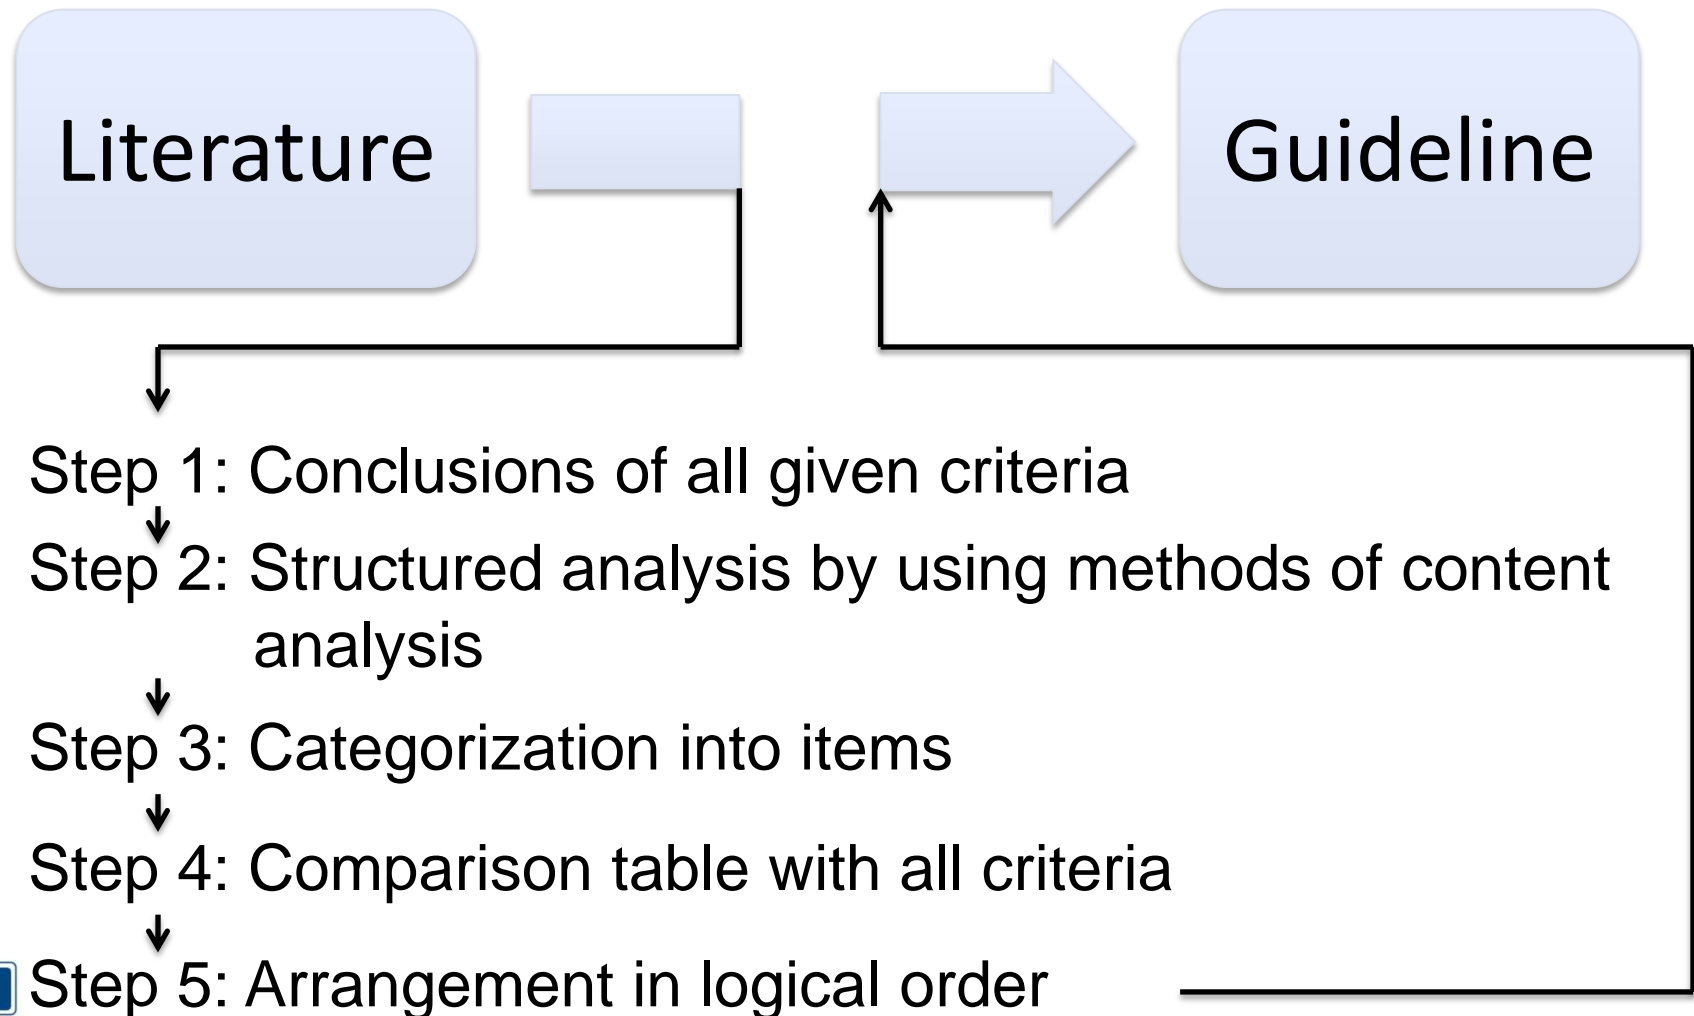 Literature
Guideline
Step 1: Conclusions of all given criteria
Step 2: Structured analysis by using methods of content
analysis
Step 3: Categorization into items
Step 4: Comparison table with all criteria
Step 5: Arrangement in logical order